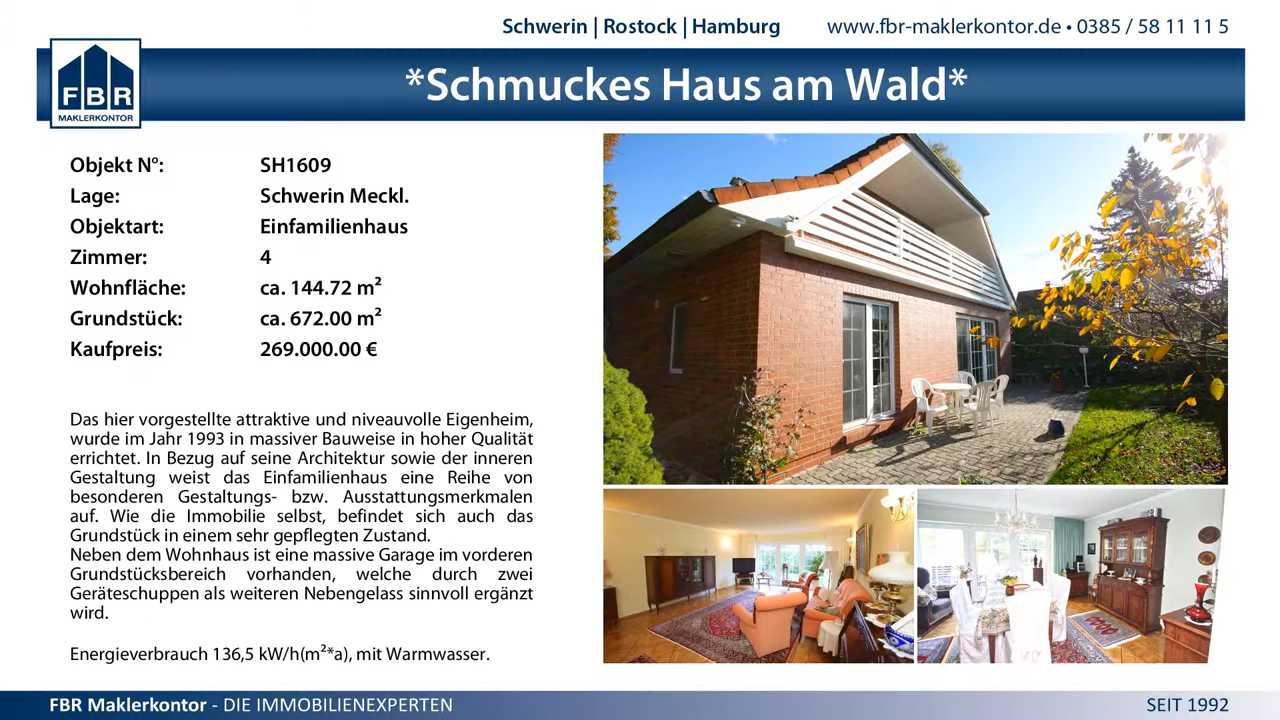 Schwerin | Rostock | Hamburg
www.fbr-maklerkontor.de • 0385 / 58 11 11 5
FBR
MAKLERKONTOR
*Schmuckes Haus am Wald*
Objekt N°: SH1609
Lage: Schwerin Meckl.
Objektart: Einfamilienhaus
Zimmer: 4
Wohnfläche: ca. 144.72 m²
Grundstück: ca. 672.00 m²
Kaufpreis: 269.000.00 €
Das hier vorgestellte attraktive und niveauvolle Eigenheim,
wurde im Jahr 1993 in massiver Bauweise in hoher Qualität
errichtet. In Bezug auf seine Architektur sowie der inneren
Gestaltung weist das Einfamilienhaus eine Reihe von
besonderen Gestaltungs- bzw. Ausstattungsmerkmalen
auf. Wie die Immobilie selbst, befindet sich auch das
Grundstück in einem sehr gepflegten Zustand.
Neben dem Wohnhaus ist eine massive Garage im vorderen
Grundstücksbereich vorhanden, welche durch zwei
Geräteschuppen als weiteren Nebengelass sinnvoll ergänzt
wird.
Energieverbrauch 136,5 kW/h(m²*a), mit Warmwasser.
FBR Maklerkontor - DIE IMMOBILIENEXPERTEN
SEIT 1992